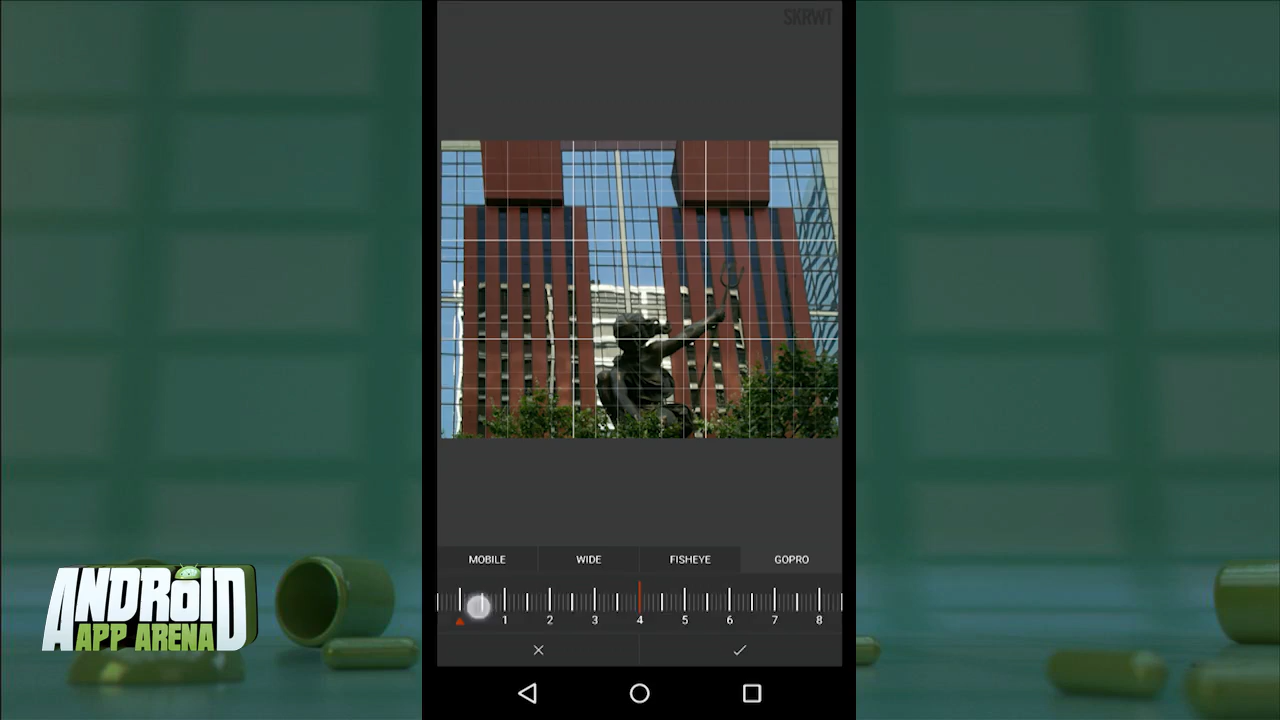 SKRWT
MOBILE WIDE FISHEYE GOPRO
1 2 3 4 5 6 7 8
ANDROID
APP ARENA